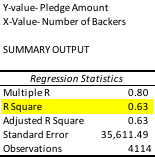 Y-value- Pledge Amount
X-Value- Number of Backers
SUMMARY OUTPUT
Regression Statistics
Multiple R 0.80
R Square 0.63
Adjusted R Square 0.63
Standard Error 35,611.49
Observations 4114